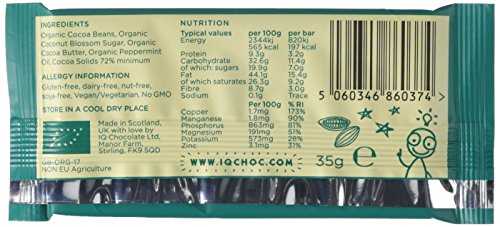 INGREDIENTS
Organic Cocoa Beans, Organic
Coconut Blossom Sugar, Organic
Cocoa Butter, Organic Peppermint
Oil, Cocoa Solids 72% minimum
ALLERGY INFORMATION
Gluten-free, dairy-free, nut-free,
soye-free, Vegan/Vegetarian, No GMO
STORE IN A COOL DRY PLACE
Made in Scotland,
UK with love by
IQ Chocolate Ltd,
Manor Farm,
Stirling, FK9 5QD
GB-ORG-17
NON EU Agriculture
NUTRITION
Typical values per 100g per bar
Energy 2344kj 820kj
565 kcal 197 kcal
Protein 9.3g 3.2g
Carbohydrate 32.6g 11.4g
of which: sugars 19.9g 7.0g
Fat 44.1g 15.4g
of which saturates 26.3g 9.2g
Fibre 8.7g 3.0g
Sodium 0.1g Trace
Per 100g % RI
Copper 1.7mg 173%
Manganese 1.8mg 90%
Phosphorus 863mg 81%
Magnesium 191mg 51%
Potassium 573mg 28%
Zinc 3.1mg 31%
WWW.IQCHOC.COM
35g e
5 060346 860374 >